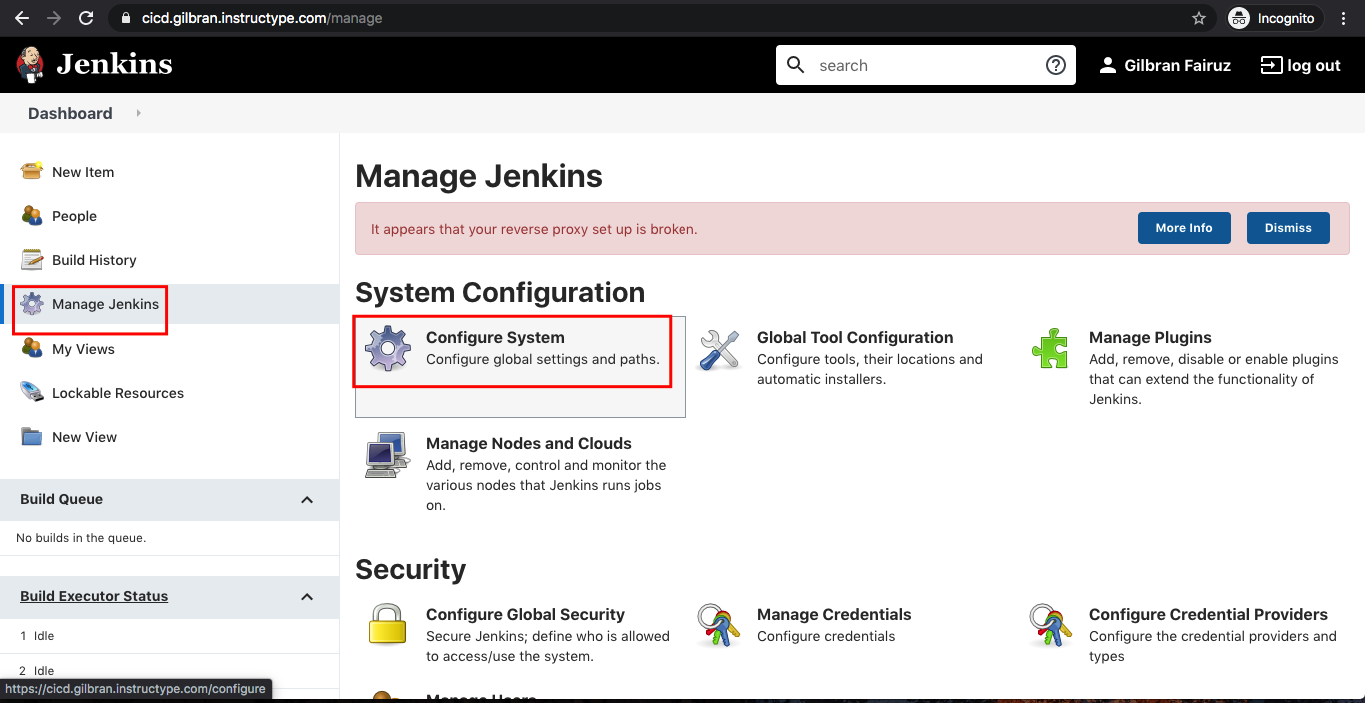 cicd.gilbran.instructype.com/manage
Incognito
Jenkins
search
Gilbran Fairuz
log out
Dashboard
New Item
People
Build History
Manage Jenkins
My Views
Lockable Resources
New View
Build Queue
No builds in the queue.
Build Executor Status
1 Idle
2 Idle
https://cicd.gilbran.instructype.com/configure
Manage Jenkins
It appears that your reverse proxy set up is broken.
More Info
Dismiss
System Configuration
Configure System
Configure global settings and paths.
Global Tool Configuration
Configure tools, their locations and
automatic installers.
Manage Plugins
Add, remove, disable or enable plugins
that can extend the functionality of
Jenkins.
Manage Nodes and Clouds
Add, remove, control and monitor the
various nodes that Jenkins runs jobs
on.
Security
Configure Global Security
Secure Jenkins; define who is allowed
to access/use the system.
Manage Credentials
Configure credentials
Configure Credential Providers
Configure the credential providers and
types
Manage Users